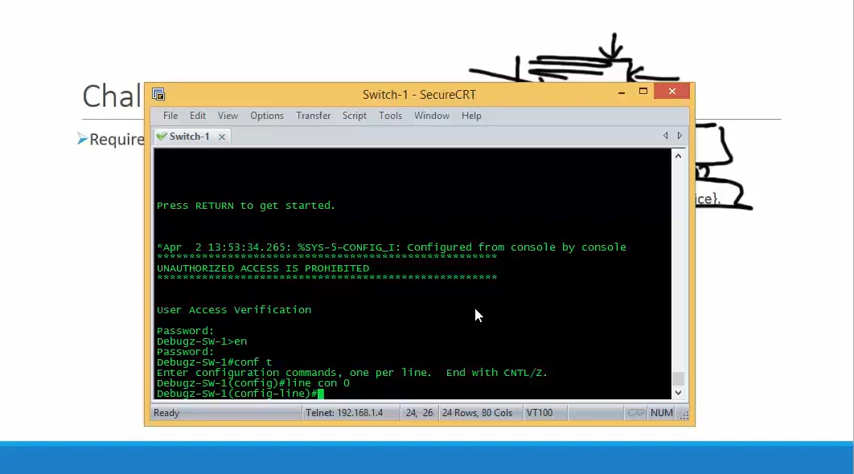 Chal
Require
ice}.
Switch-1 - SecureCRT
File Edit View Options Transfer Script Tools Window Help
Switch-1
Press RETURN to get started.
*Apr  2 13:53:34.265: %SYS-5-CONFIG_I: Configured from console by console
*************************************************
UNAUTHORIZED ACCESS IS PROHIBITED
*************************************************
User Access Verification
Password:
Debugz-SW-1>en
Password:
Debugz-SW-1#conf t
Enter configuration commands, one per line.  End with CNTL/Z.
Debugz-SW-1(config)#line con 0
Debugz-SW-1(config-line)#
Ready Telnet: 192.168.1.4 24, 26 24 Rows, 80 Cols VT100 CAP NUM